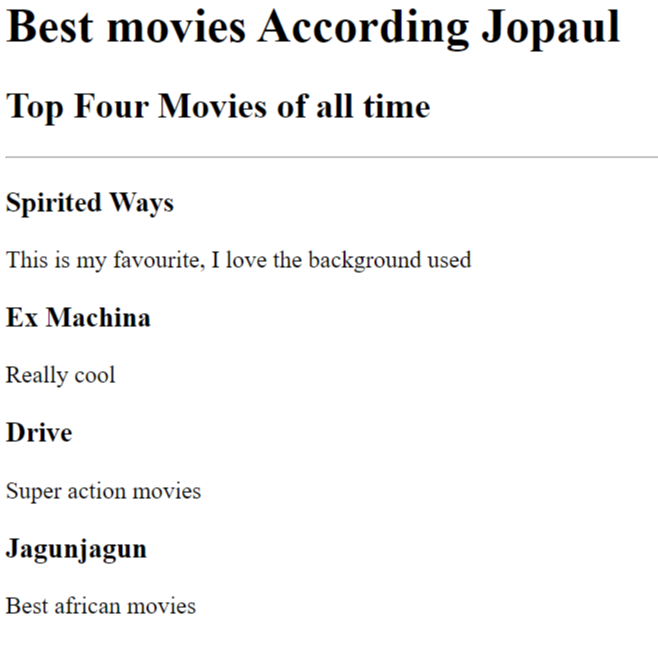 Best movies According Jopaul
Top Four Movies of all time
Spirited Ways
This is my favourite, I love the background used
Ex Machina
Really cool
Drive
Super action movies
Jagunjagun
Best african movies